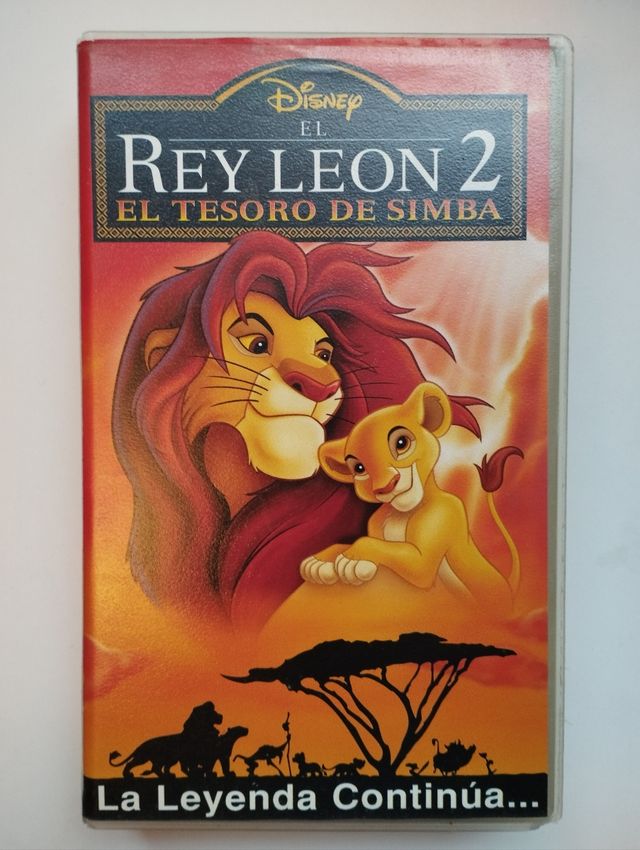 Disney
EL
REY LEON 2
EL TESORO DE SIMBA
La Leyenda Continúa...